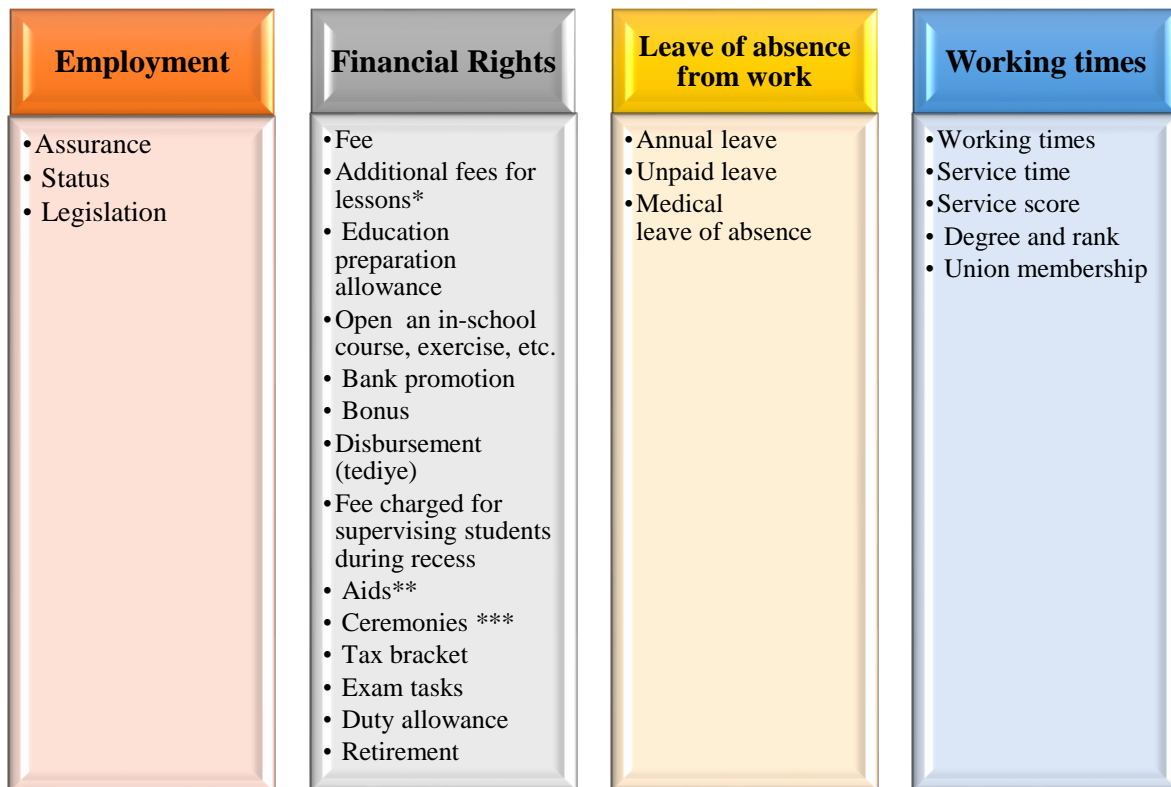 Employment
•Assurance
• Status
• Legislation
Financial Rights
•Fee
•Additional fees for
lessons*
• Education
preparation
allowance
•Open an in-school
course, exercise, etc.
• Bank promotion
• Bonus
•Disbursement
(tediye)
•Fee charged for
supervising students
during recess
• Aids**
• Ceremonies ***
• Tax bracket
• Exam tasks
• Duty allowance
• Retirement
Leave of absence
from work
•Annual leave
•Unpaid leave
•Medical
leave of absence
Working times
•Working times
•Service time
•Service score
• Degree and rank
• Union membership